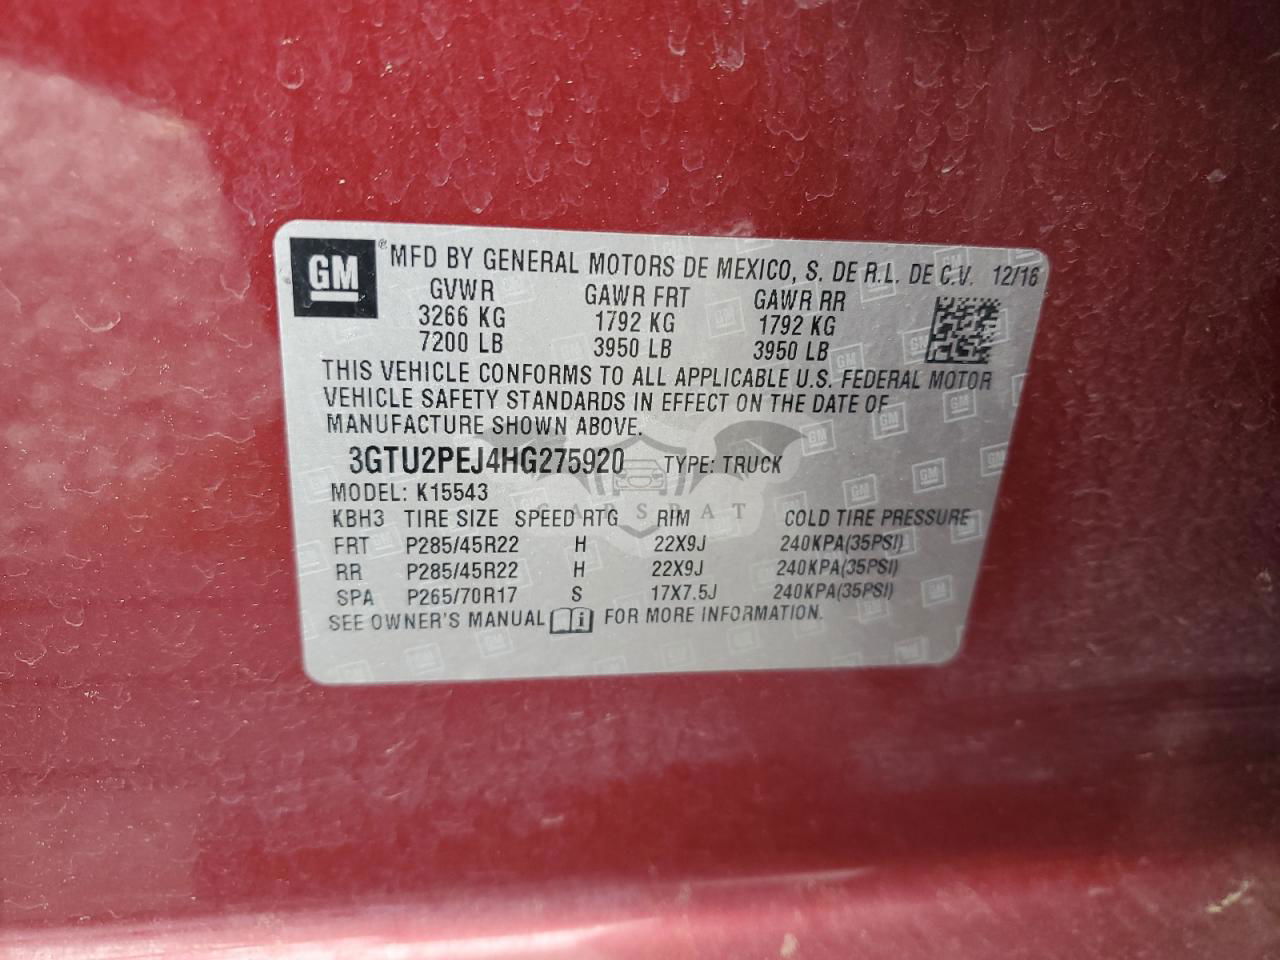 GM ® MFD BY GENERAL MOTORS DE MEXICO, S. DE R.L. DE C.V. 12/16
GVWR GAWR FRT GAWR RR
3266 KG 1792 KG 1792 KG
7200 LB 3950 LB 3950 LB
THIS VEHICLE CONFORMS TO ALL APPLICABLE U.S. FEDERAL MOTOR
VEHICLE SAFETY STANDARDS IN EFFECT ON THE DATE OF
MANUFACTURE SHOWN ABOVE.
3GTU2PEJ4HG275920 TYPE: TRUCK
MODEL: K15543
CARSBAT
KBH3 TIRE SIZE SPEED RTG RIM COLD TIRE PRESSURE
FRT P285/45R22 H 22X9J 240KPA(35PSI)
RR P285/45R22 H 22X9J 240KPA(35PSI)
SPA P265/70R17 S 17X7.5J 240KPA(35PSI)
SEE OWNER'S MANUAL i FOR MORE INFORMATION.